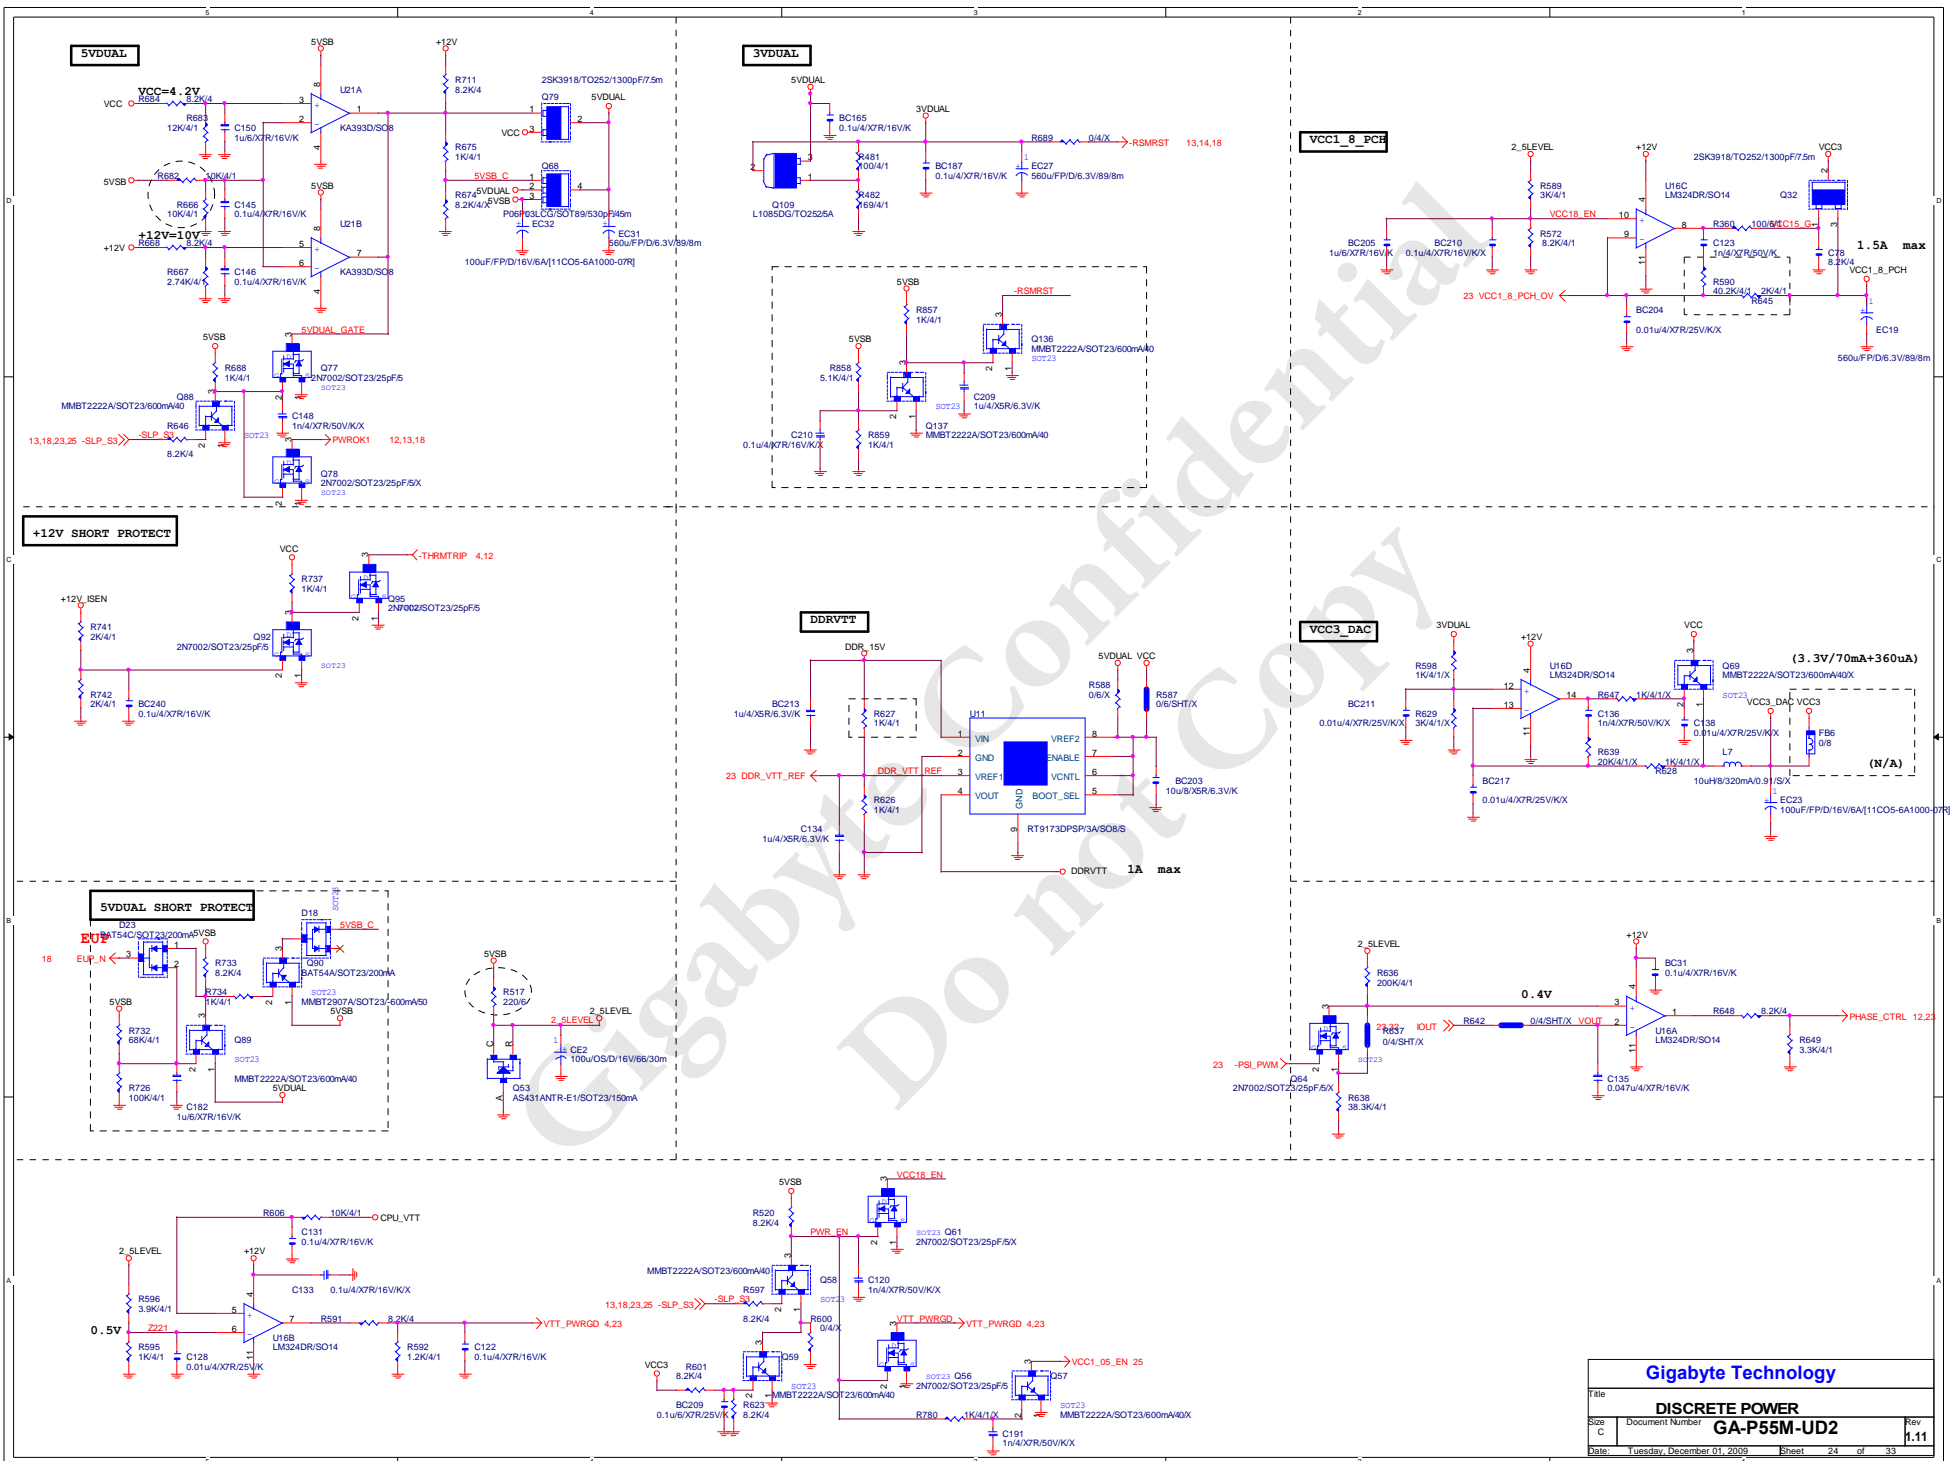 5VDUAL
5VSB
+12V
VCC=4.2V
VCC
R684
8.2K/4
R683
12K/4/1
C150
1u/6/X7R/16V/K
U21A
KA393D/SO8
R711
8.2K/4
2SK3918/TO252/1300pF/7.5m
Q79
5VDUAL
VCC
R675
1K/4/1
Q68
5VSB_C
5VDUAL
5VSB
R674
8.2K/4/X
P06P03LCG/SOT89/530pF/45m
EC32
EC31
560u/FP/D/6.3V/89/8m
100uF/FP/D/16V/6A/[11CO5-6A1000-07R]
5VSB
R682
10K/4/1
R666
10K/4/1
C145
0.1u/4/X7R/16V/K
5VSB
U21B
KA393D/SO8
+12V=10V
+12V
R668
8.2K/4
R667
2.74K/4/1
C146
0.1u/4/X7R/16V/K
5VSB
5VDUAL_GATE
R688
1K/4/1
Q77
2N7002/SOT23/25pF/5
SOT23
Q88
MMBT2222A/SOT23/600mA/40
R646
8.2K/4
13,18,23,25 -SLP_S3
-SLP_S3
SOT23
C148
1n/4/X7R/50V/K/X
PWROK1 12,13,18
Q78
2N7002/SOT23/25pF/5/X
SOT23
3VDUAL
5VDUAL
BC165
0.1u/4/X7R/16V/K
3VDUAL
R689
0/4/X
-RSMRST 13,14,18
R481
100/4/1
BC187
0.1u/4/X7R/16V/K
EC27
560u/FP/D/6.3V/89/8m
R482
169/4/1
Q109
L1085DG/TO252/5A
5VSB
-RSMRST
R857
1K/4/1
Q136
MMBT2222A/SOT23/600mA/40
SOT23
5VSB
R858
5.1K/4/1
C209
1u/4/X5R/6.3V/K
SOT23
Q137
MMBT2222A/SOT23/600mA/40
C210
0.1u/4/X7R/16V/K/X
R859
1K/4/1
VCC1_8_PCH
2_5LEVEL
+12V
2SK3918/TO252/1300pF/7.5m
VCC3
R589
3K/4/1
U16C
LM324DR/SO14
Q32
VCC18_EN
R360
100/6/1
VCC15_G
R572
8.2K/4/1
BC205
1u/6/X7R/16V/K
BC210
0.1u/4/X7R/16V/K/X
C123
1n/4/X7R/50V/K
C78
8.2K/4
1.5A max
VCC1_8_PCH
R590
40.2K/4/1
2K/4/1
R645
23 VCC1_8_PCH_OV
BC204
0.01u/4/X7R/25V/K/X
EC19
560u/FP/D/6.3V/89/8m
+12V SHORT PROTECT
VCC
R737
1K/4/1
-THRMTRIP 4,12
Q95
2N7002/SOT23/25pF/5
+12V_ISEN
R741
2K/4/1
Q92
2N7002/SOT23/25pF/5
SOT23
R742
2K/4/1
BC240
0.1u/4/X7R/16V/K
DDRVTT
DDR_15V
5VDUAL VCC
R588
0/6/X
R587
0/6/SHT/X
BC213
1u/4/X5R/6.3V/K
R627
1K/4/1
U11
VIN
GND
VREF1
VOUT
VREF2
ENABLE
VCNTL
BOOT_SEL
GND
23 DDR_VTT_REF
DDR_VTT_REF
BC203
10u/8/X5R/6.3V/K
R626
1K/4/1
C134
1u/4/X5R/6.3V/K
RT9173DPSP/3A/SO8/S
DDRVTT 1A max
VCC3_DAC
3VDUAL
+12V
VCC
(3.3V/70mA+360uA)
R598
1K/4/1/X
U16D
LM324DR/SO14
Q69
MMBT2222A/SOT23/600mA/40/X
SOT23
BC211
0.01u/4/X7R/25V/K/X
R629
3K/4/1/X
R647
1K/4/1/X
C136
1n/4/X7R/50V/K/X
C138
0.01u/4/X7R/25V/K/X
VCC3_DAC VCC3
FB6
0/8
R639
20K/4/1/X
1K/4/1/X
R628
L7
10uH/8/320mA/0.91/S/X
(N/A)
BC217
0.01u/4/X7R/25V/K/X
EC23
100uF/FP/D/16V/6A/[11CO5-6A1000-07R]
5VDUAL SHORT PROTECT
D23
BAT54C/SOT23/200mA
5VSB
EUP
18 EUP_N
D18
SOT23
5VSB_C
R733
8.2K/4
Q90
BAT54A/SOT23/200mA
R734
1K/4/1
SOT23
MMBT2907A/SOT23/-600mA/50
5VSB
5VSB
R732
68K/4/1
Q89
SOT23
MMBT2222A/SOT23/600mA/40
R726
100K/4/1
5VDUAL
C182
1u/6/X7R/16V/K
5VSB
R517
220/6
2_5LEVEL
2_5LEVEL
CE2
100u/OS/D/16V/66/30m
Q53
AS431ANTR-E1/SOT23/150mA
2_5LEVEL
+12V
R636
200K/4/1
BC31
0.1u/4/X7R/16V/K
0.4V
23,32 IOUT
R642
0/4/SHT/X
VOUT
R637
0/4/SHT/X
SOT23
U16A
LM324DR/SO14
R648
8.2K/4
PHASE_CTRL 12,23
R649
3.3K/4/1
23 -PSI_PWM
Q64
2N7002/SOT23/25pF/5/X
C135
0.047u/4/X7R/16V/K
R638
38.3K/4/1
R606
10K/4/1
CPU_VTT
C131
0.1u/4/X7R/16V/K
2_5LEVEL
+12V
C133
0.1u/4/X7R/16V/K/X
R596
3.9K/4/1
0.5V
Z221
U16B
LM324DR/SO14
R591
8.2K/4
VTT_PWRGD 4,23
R595
1K/4/1
C128
0.01u/4/X7R/25V/K
R592
1.2K/4/1
C122
0.1u/4/X7R/16V/K
VCC18_EN
5VSB
R520
8.2K/4
PWR_EN
SOT23 Q61
2N7002/SOT23/25pF/5/X
MMBT2222A/SOT23/600mA/40
Q58
C120
1n/4/X7R/50V/K/X
R597
8.2K/4
13,18,23,25 -SLP_S3
-SLP_S3
SOT23
R600
0/4/X
VTT_PWRGD
VTT_PWRGD 4,23
Q59
SOT23
MMBT2222A/SOT23/600mA/40
SOT23 Q56
2N7002/SOT23/25pF/5
VCC3
R601
8.2K/4
BC209
0.1u/6/X7R/25V/K
R623
8.2K/4
VCC1_05_EN 25
Q57
SOT23
MMBT2222A/SOT23/600mA/40/X
R780
1K/4/1/X
C191
1n/4/X7R/50V/K/X
Gigabyte Confidential
Do not Copy
Gigabyte Technology
Title
DISCRETE POWER
Size
C
Document Number
GA-P55M-UD2
Rev
1.11
Date: Tuesday, December 01, 2009
Sheet 24 of 33